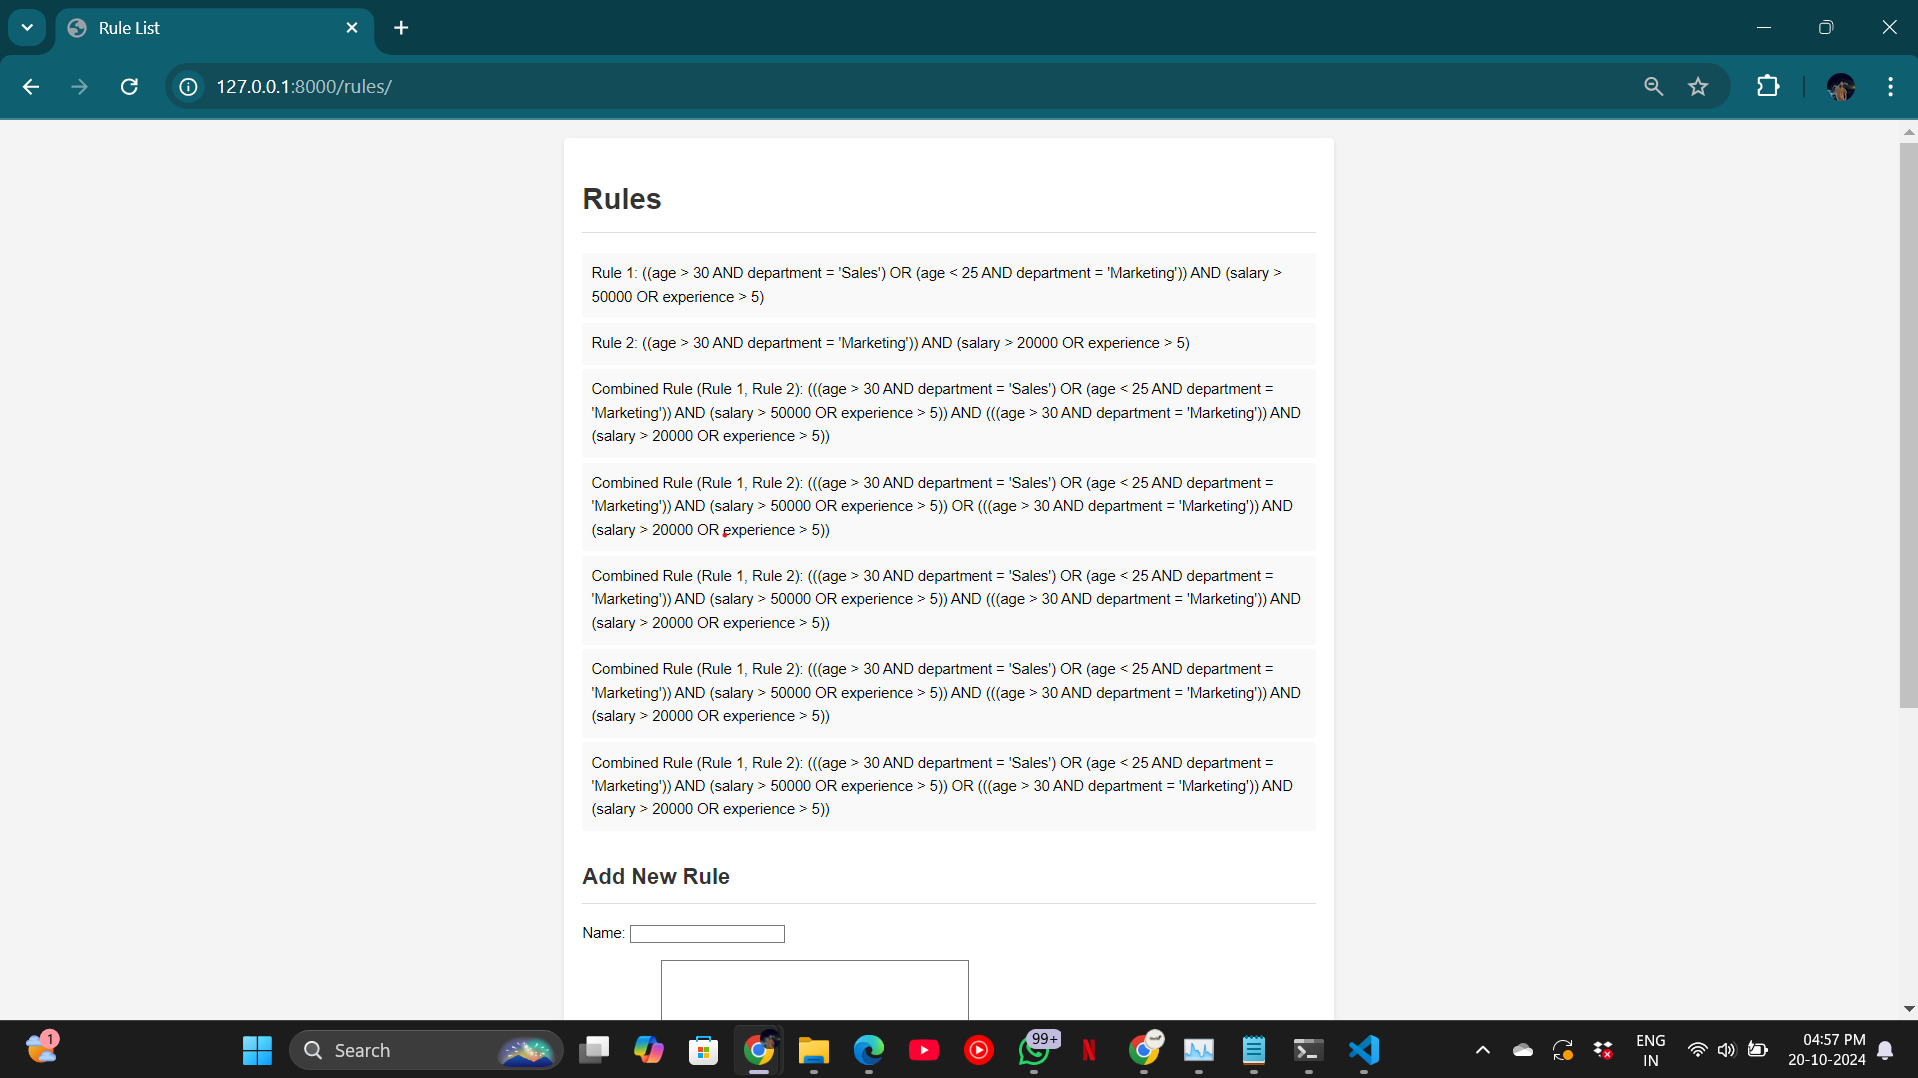 Rule List
127.0.0.1:8000/rules/
Rules
Rule 1: ((age > 30 AND department = 'Sales') OR (age < 25 AND department = 'Marketing')) AND (salary >
50000 OR experience > 5)
Rule 2: ((age > 30 AND department = 'Marketing')) AND (salary > 20000 OR experience > 5)
Combined Rule (Rule 1, Rule 2): (((age > 30 AND department = 'Sales') OR (age < 25 AND department =
'Marketing')) AND (salary > 50000 OR experience > 5)) AND (((age > 30 AND department = 'Marketing')) AND
(salary > 20000 OR experience > 5))
Combined Rule (Rule 1, Rule 2): (((age > 30 AND department = 'Sales') OR (age < 25 AND department =
'Marketing')) AND (salary > 50000 OR experience > 5)) OR (((age > 30 AND department = 'Marketing')) AND
(salary > 20000 OR experience > 5))
Combined Rule (Rule 1, Rule 2): (((age > 30 AND department = 'Sales') OR (age < 25 AND department =
'Marketing')) AND (salary > 50000 OR experience > 5)) AND (((age > 30 AND department = 'Marketing')) AND
(salary > 20000 OR experience > 5))
Combined Rule (Rule 1, Rule 2): (((age > 30 AND department = 'Sales') OR (age < 25 AND department =
'Marketing')) AND (salary > 50000 OR experience > 5)) AND (((age > 30 AND department = 'Marketing')) AND
(salary > 20000 OR experience > 5))
Combined Rule (Rule 1, Rule 2): (((age > 30 AND department = 'Sales') OR (age < 25 AND department =
'Marketing')) AND (salary > 50000 OR experience > 5)) OR (((age > 30 AND department = 'Marketing')) AND
(salary > 20000 OR experience > 5))
Add New Rule
Name:
1
Search
99+
ENG
IN
04:57 PM
20-10-2024